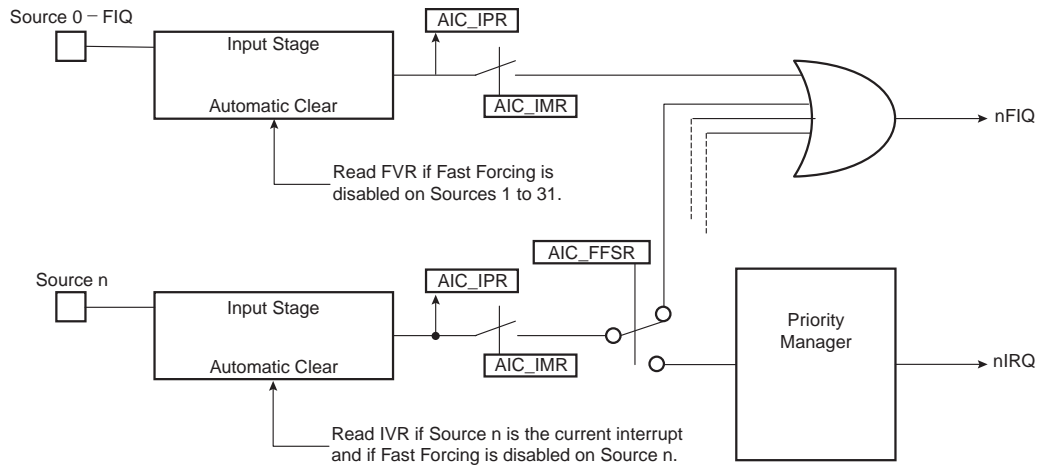 Source 0 – FIQ
AIC_IPR
Input Stage
Automatic Clear
AIC_IMR
nFIQ
Read FVR if Fast Forcing is
disabled on Sources 1 to 31.
AIC_FFSR
Source n
AIC_IPR
Input Stage
Priority
Manager
Automatic Clear
AIC_IMR
nIRQ
Read IVR if Source n is the current interrupt
and if Fast Forcing is disabled on Source n.